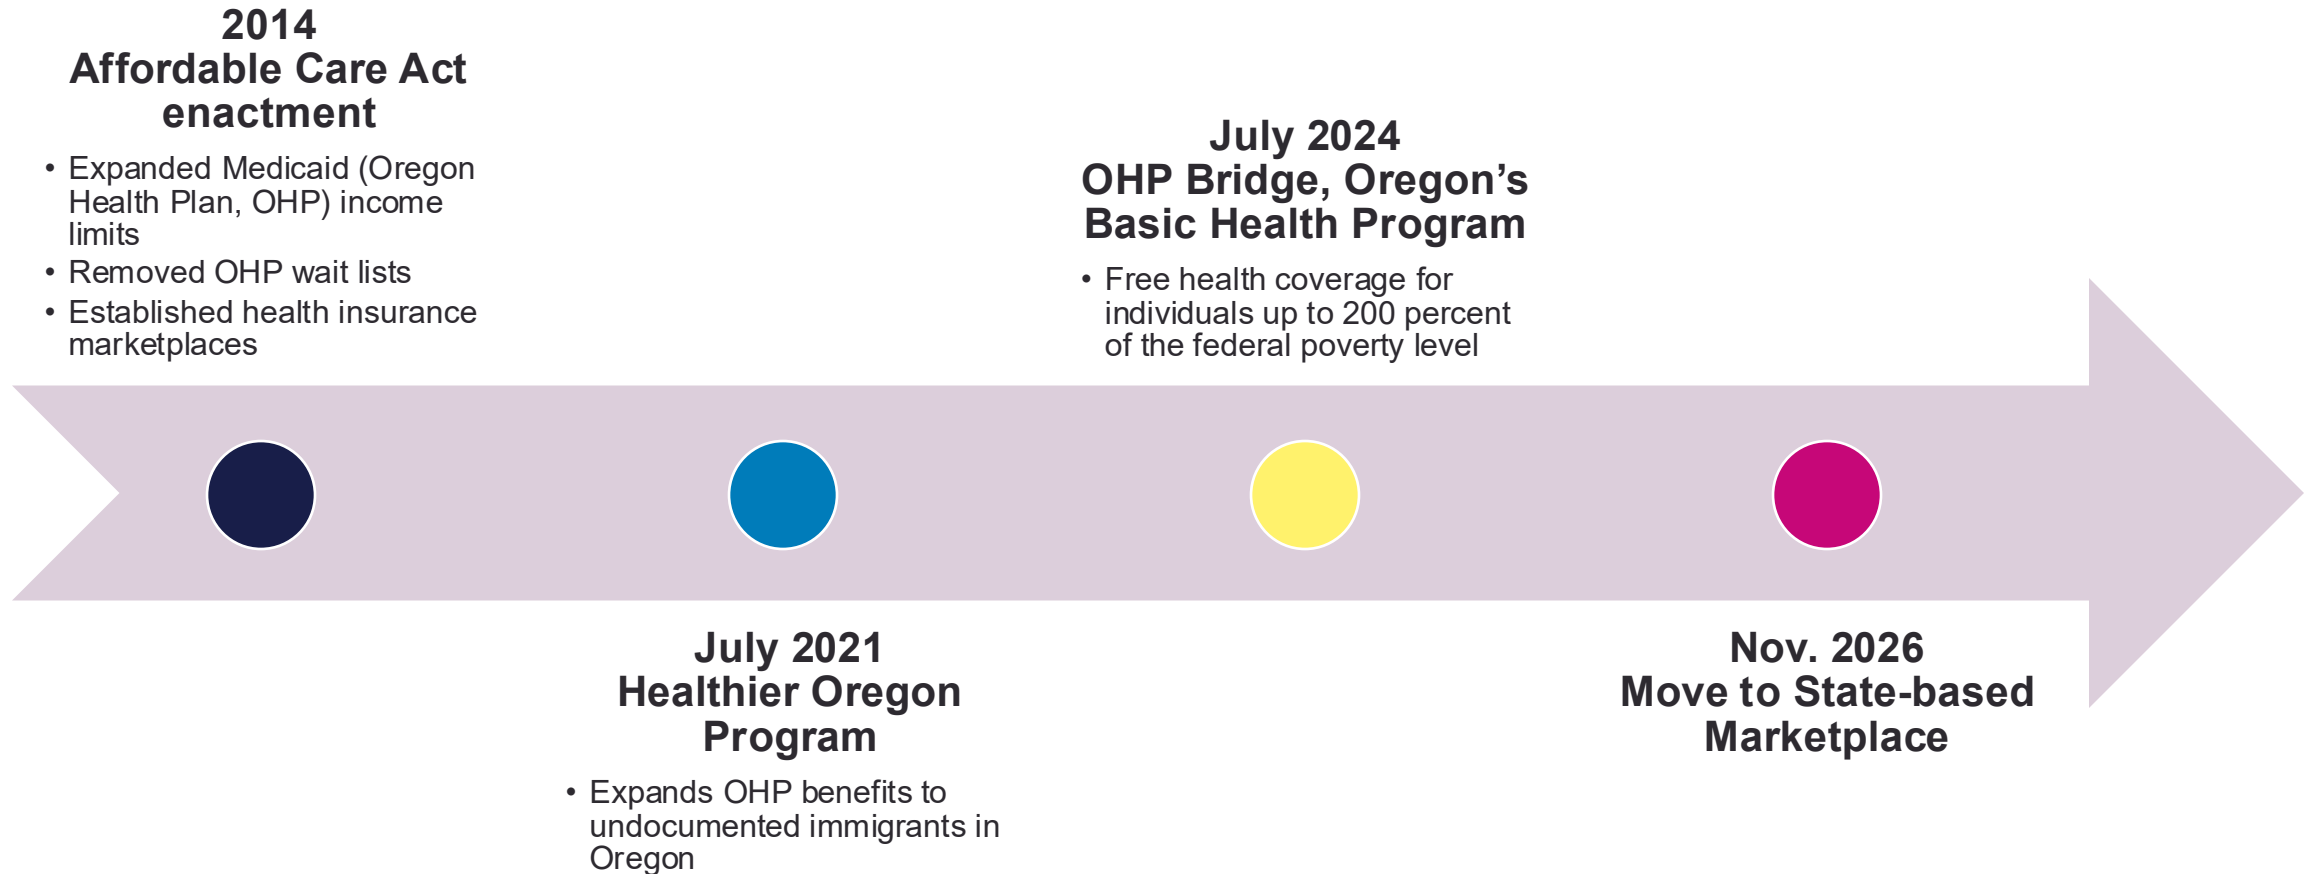 2014
Affordable Care Act
enactment
• Expanded Medicaid (Oregon
Health Plan, OHP) income
limits
• Removed OHP wait lists
• Established health insurance
marketplaces
July 2021
Healthier Oregon
Program
• Expands OHP benefits to
undocumented immigrants in
Oregon
July 2024
OHP Bridge, Oregon’s
Basic Health Program
• Free health coverage for
individuals up to 200 percent
of the federal poverty level
Nov. 2026
Move to State-based
Marketplace